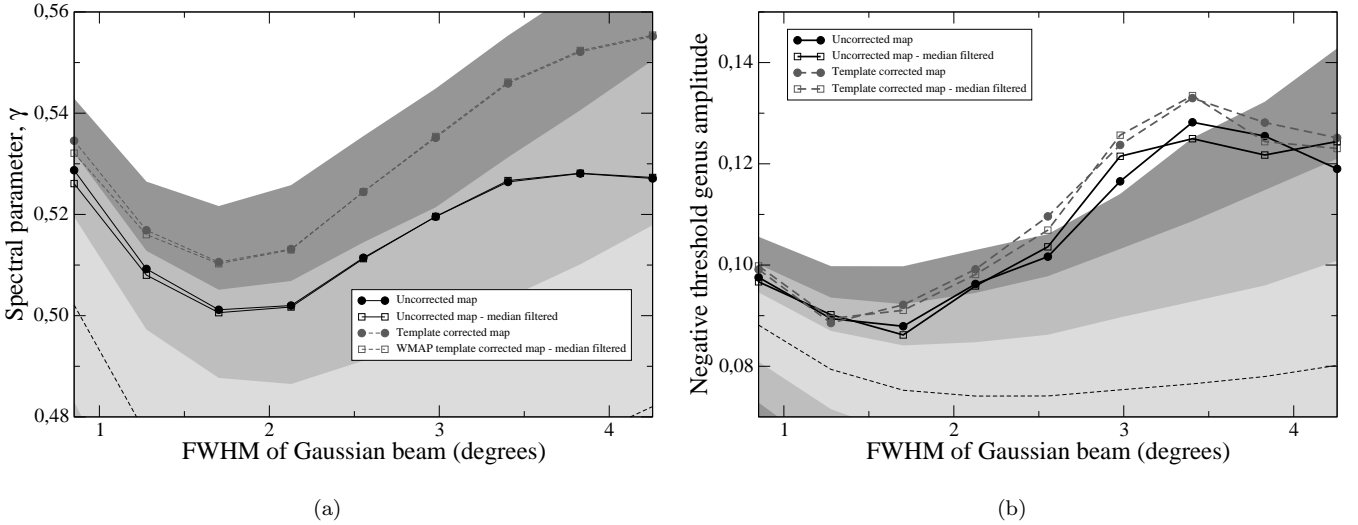 0,56
0,54
0,52
0,50
0,48
Spectral parameter, γ
1
2
3
4
FWHM of Gaussian beam (degrees)
Uncorrected map
Uncorrected map - median filtered
Template corrected map
WMAP template corrected map - median filtered
(a)
0,14
0,12
0,10
0,08
Negative threshold genus amplitude
1
2
3
4
FWHM of Gaussian beam (degrees)
Uncorrected map
Uncorrected map - median filtered
Template corrected map
Template corrected map - median filtered
(b)